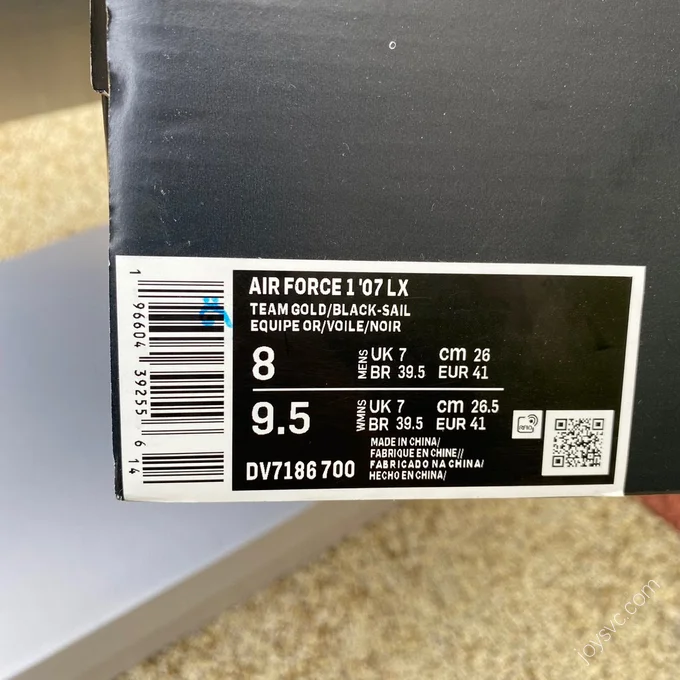 AIR FORCE 1 '07 LX
TEAM GOLD/BLACK-SAIL
EQUIPE OR/VOILE/NOIR
8 MENS UK 7 cm 26
BR 39.5 EUR 41
9.5 WMNS UK 7 cm 26.5
BR 39.5 EUR 41
MADE IN CHINA/
FABRIQUE EN CHINE//
FABRICADO NA CHINA/
HECHO EN CHINA/
DV7186 700
RFID
1 96604 39255 6 14
joysvc.com